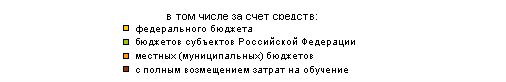 в том числе за счет средств:
федерального бюджета
бюджетов субъектов Российской Федерации
местных (муниципальных) бюджетов
с полным возмещением затрат на обучение